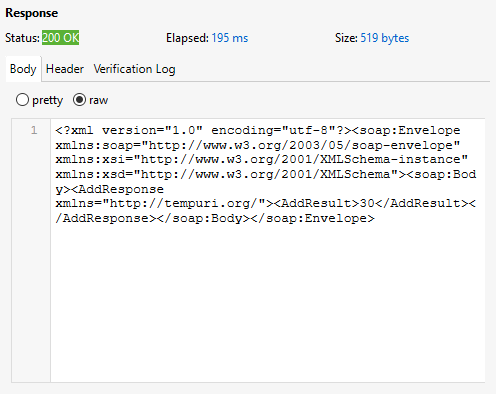 Response
Status: 200 OK Elapsed: 195 ms Size: 519 bytes
Body Header Verification Log
pretty raw
1 <?xml version="1.0" encoding="utf-8"?><soap:Envelope
xmlns:soap="http://www.w3.org/2003/05/soap-envelope"
xmlns:xsi="http://www.w3.org/2001/XMLSchema-instance"
xmlns:xsd="http://www.w3.org/2001/XMLSchema"><soap:Bod
y><AddResponse
xmlns="http://tempuri.org/"><AddResult>30</AddResult><
/AddResponse></soap:Body></soap:Envelope>